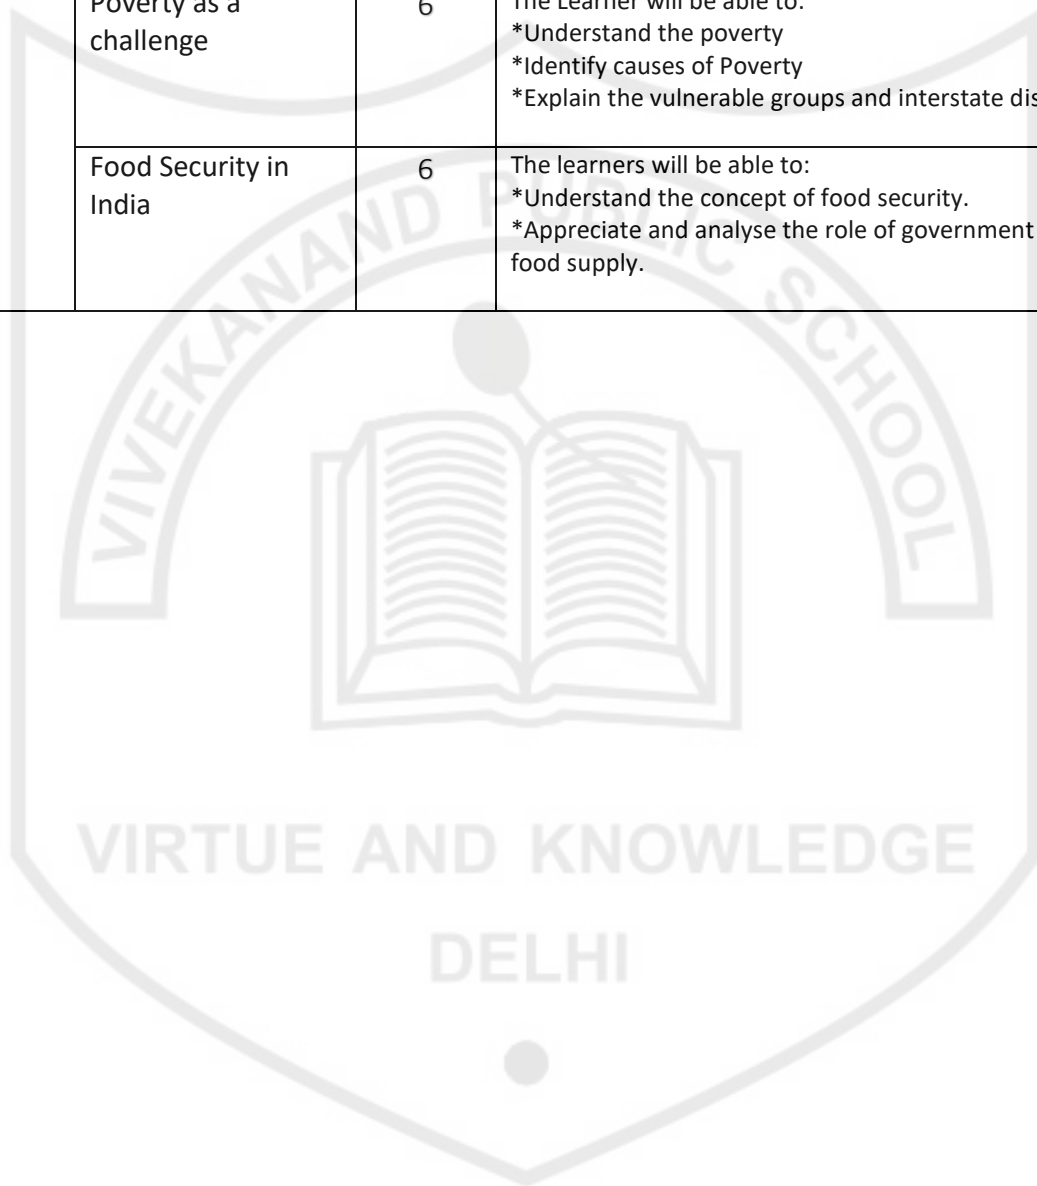 Poverty as a
challenge
6
The Learner will be able to:
*Understand the poverty
*Identify causes of Poverty
*Explain the vulnerable groups and interstate dis
Food Security in
India
6
The learners will be able to:
*Understand the concept of food security.
*Appreciate and analyse the role of government
food supply.
VIVEKANAND PUBLIC SCHOOL
VIRTUE AND KNOWLEDGE
DELHI